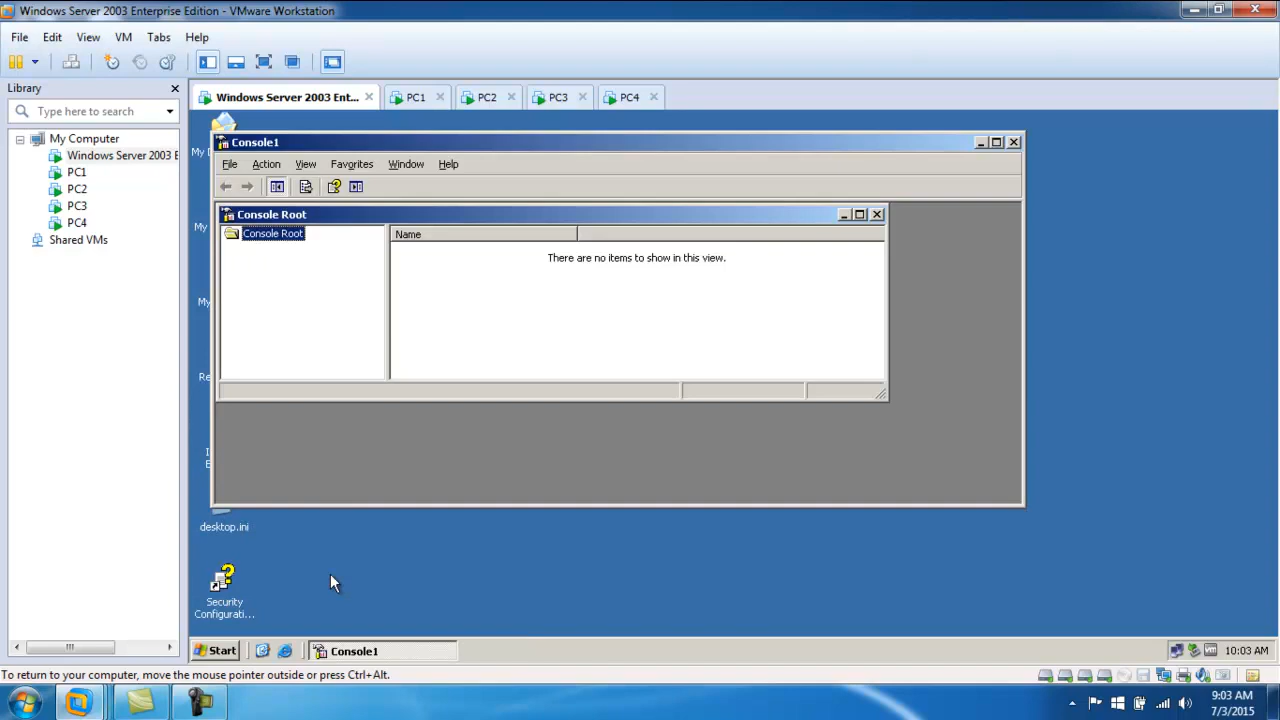 Windows Server 2003 Enterprise Edition - VMware Workstation
File Edit View VM Tabs Help
Library
Type here to search
My Computer
Windows Server 2003 E
PC1
PC2
PC3
PC4
Shared VMs
Windows Server 2003 Ent... PC1 PC2 PC3 PC4
Console1
File Action View Favorites Window Help
Console Root
Console Root
Name
There are no items to show in this view.
desktop.ini
Security
Configurati...
Start Console1 10:03 AM
To return to your computer, move the mouse pointer outside or press Ctrl+Alt.
9:03 AM
7/3/2015